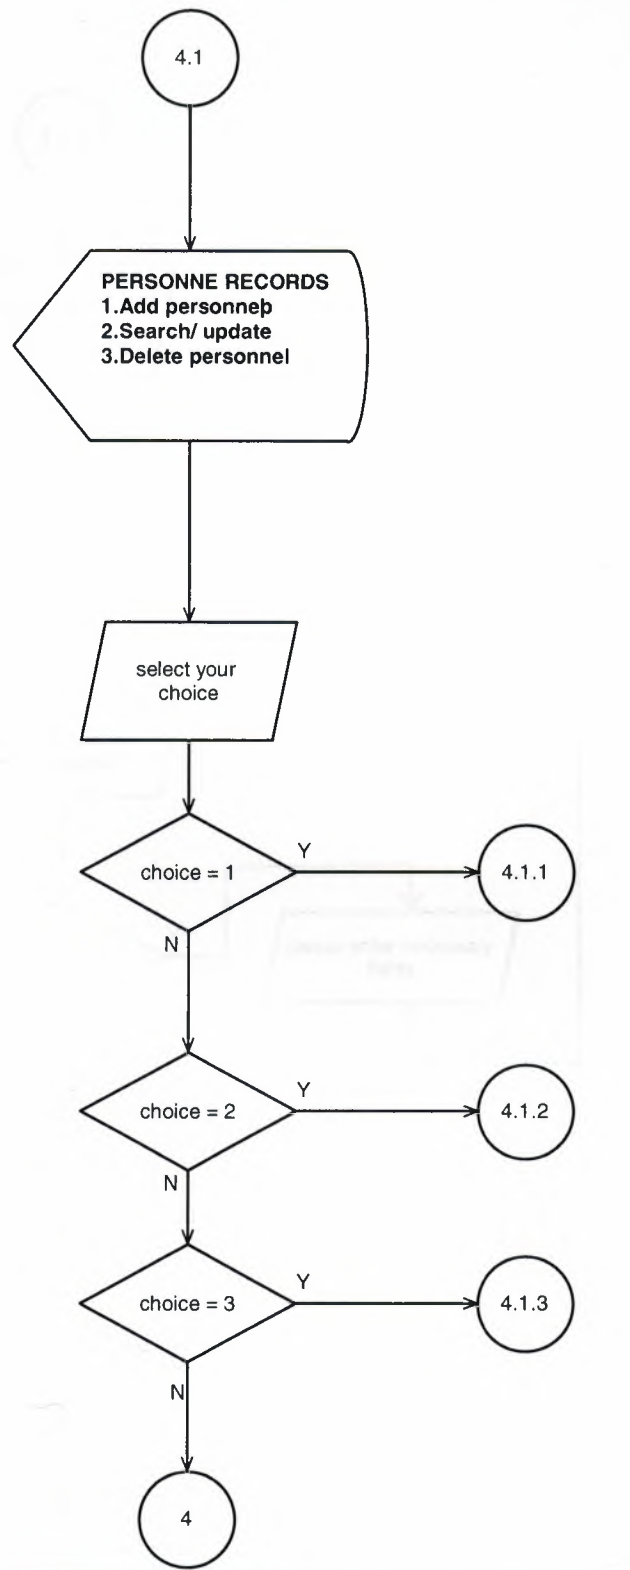 4.1
PERSONNE RECORDS
1.Add personneþ
2.Search/ update
3.Delete personnel
select your
choice
choice = 1
Y
4.1.1
N
choice = 2
Y
4.1.2
N
choice = 3
Y
4.1.3
N
4